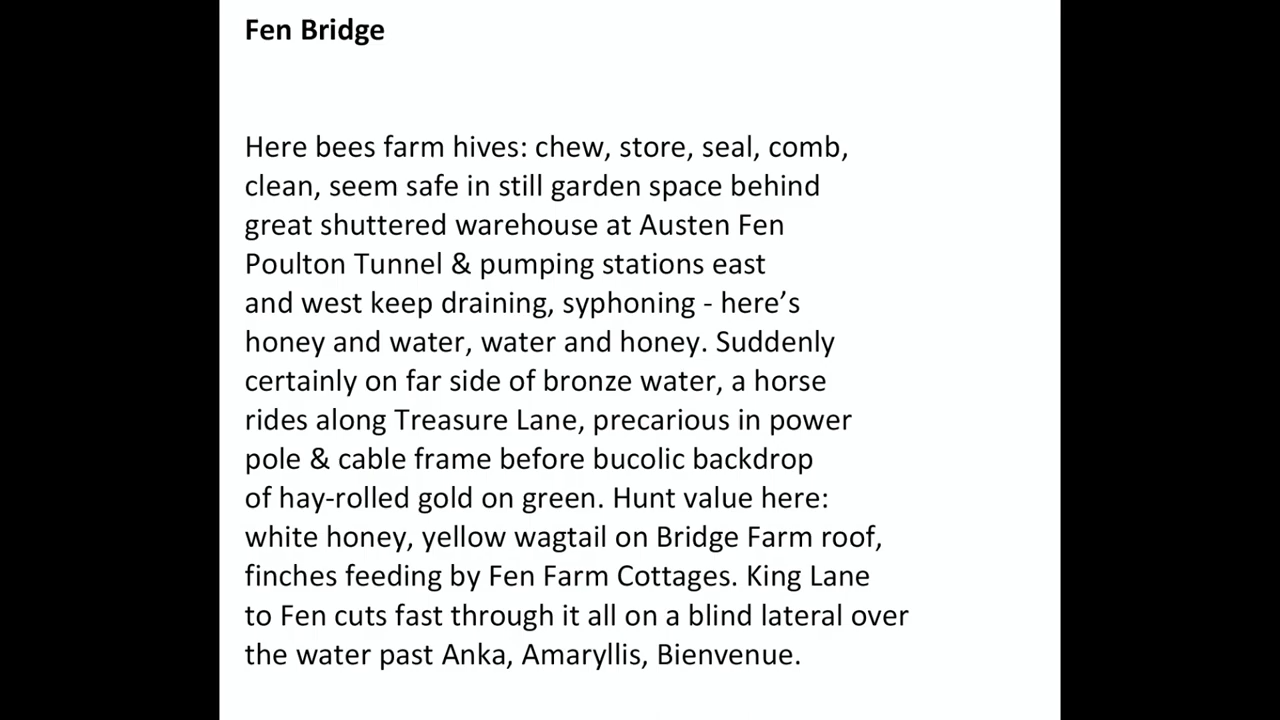 Fen Bridge
Here bees farm hives: chew, store, seal, comb,
clean, seem safe in still garden space behind
great shuttered warehouse at Austen Fen
Poulton Tunnel & pumping stations east
and west keep draining, syphoning - here’s
honey and water, water and honey. Suddenly
certainly on far side of bronze water, a horse
rides along Treasure Lane, precarious in power
pole & cable frame before bucolic backdrop
of hay-rolled gold on green. Hunt value here:
white honey, yellow wagtail on Bridge Farm roof,
finches feeding by Fen Farm Cottages. King Lane
to Fen cuts fast through it all on a blind lateral over
the water past Anka, Amaryllis, Bienvenue.